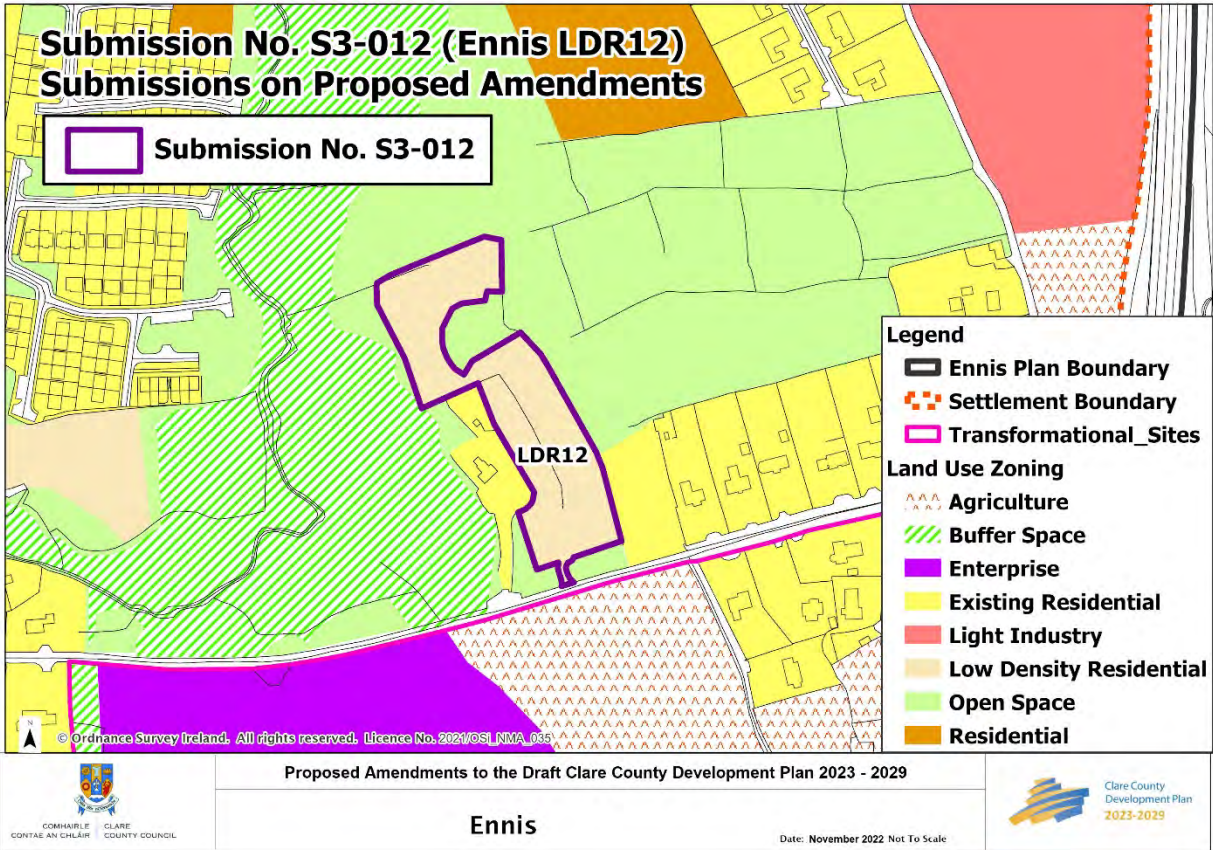 Submission No. S3-012 (Ennis LDR12)
Submissions on Proposed Amendments
Submission No. S3-012
LDR12
Legend
Ennis Plan Boundary
Settlement Boundary
Transformational_Sites
Land Use Zoning
Agriculture
Buffer Space
Enterprise
Existing Residential
Light Industry
Low Density Residential
Open Space
Residential
N
© Ordnance Survey Ireland. All rights reserved. Licence No. 2021/OSI_NMA_035
COMHAIRLE CONTAE AN CHLÁIR
CLARE COUNTY COUNCIL
Proposed Amendments to the Draft Clare County Development Plan 2023 - 2029
Ennis
Date: November 2022 Not To Scale
Clare County
Development Plan
2023-2029